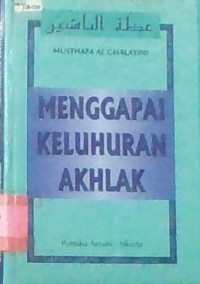 عظة الناشئين
MUSTHAFA AL GHALAYINI
MENGGAPAI
KELUHURAN
AKHLAK
Pustaka Amani Jakarta